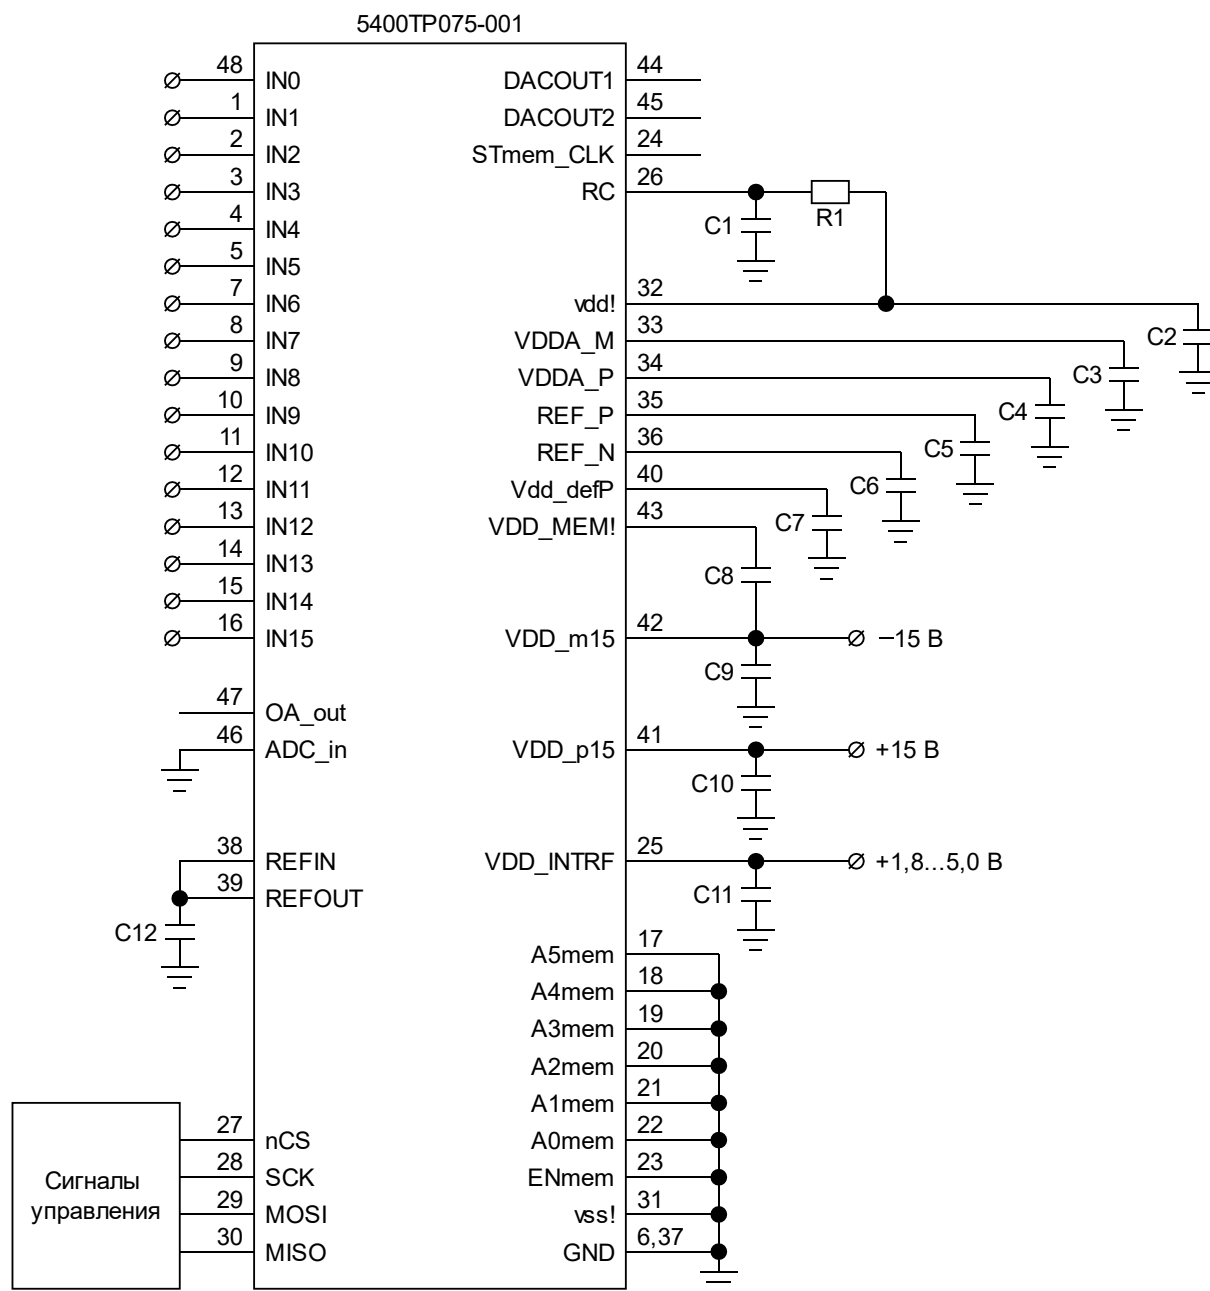 5400ТР075-001
48 IN0
1 IN1
2 IN2
3 IN3
4 IN4
5 IN5
7 IN6
8 IN7
9 IN8
10 IN9
11 IN10
12 IN11
13 IN12
14 IN13
15 IN14
16 IN15
47 OA_out
46 ADC_in
38 REFIN
39 REFOUT
C12
Сигналы
управления
27 nCS
28 SCK
29 MOSI
30 MISO
DACOUT1 44
DACOUT2 45
STmem_CLK 24
RC 26
C1
R1
vdd! 32
C2
VDDA_M 33
C3
VDDA_P 34
C4
REF_P 35
C5
REF_N 36
C6
Vdd_defP 40
C7
VDD_MEM! 43
C8
VDD_m15 42
−15 В
C9
VDD_p15 41
+15 В
C10
VDD_INTRF 25
+1,8...5,0 В
C11
A5mem 17
A4mem 18
A3mem 19
A2mem 20
A1mem 21
A0mem 22
ENmem 23
vss! 31
GND 6,37